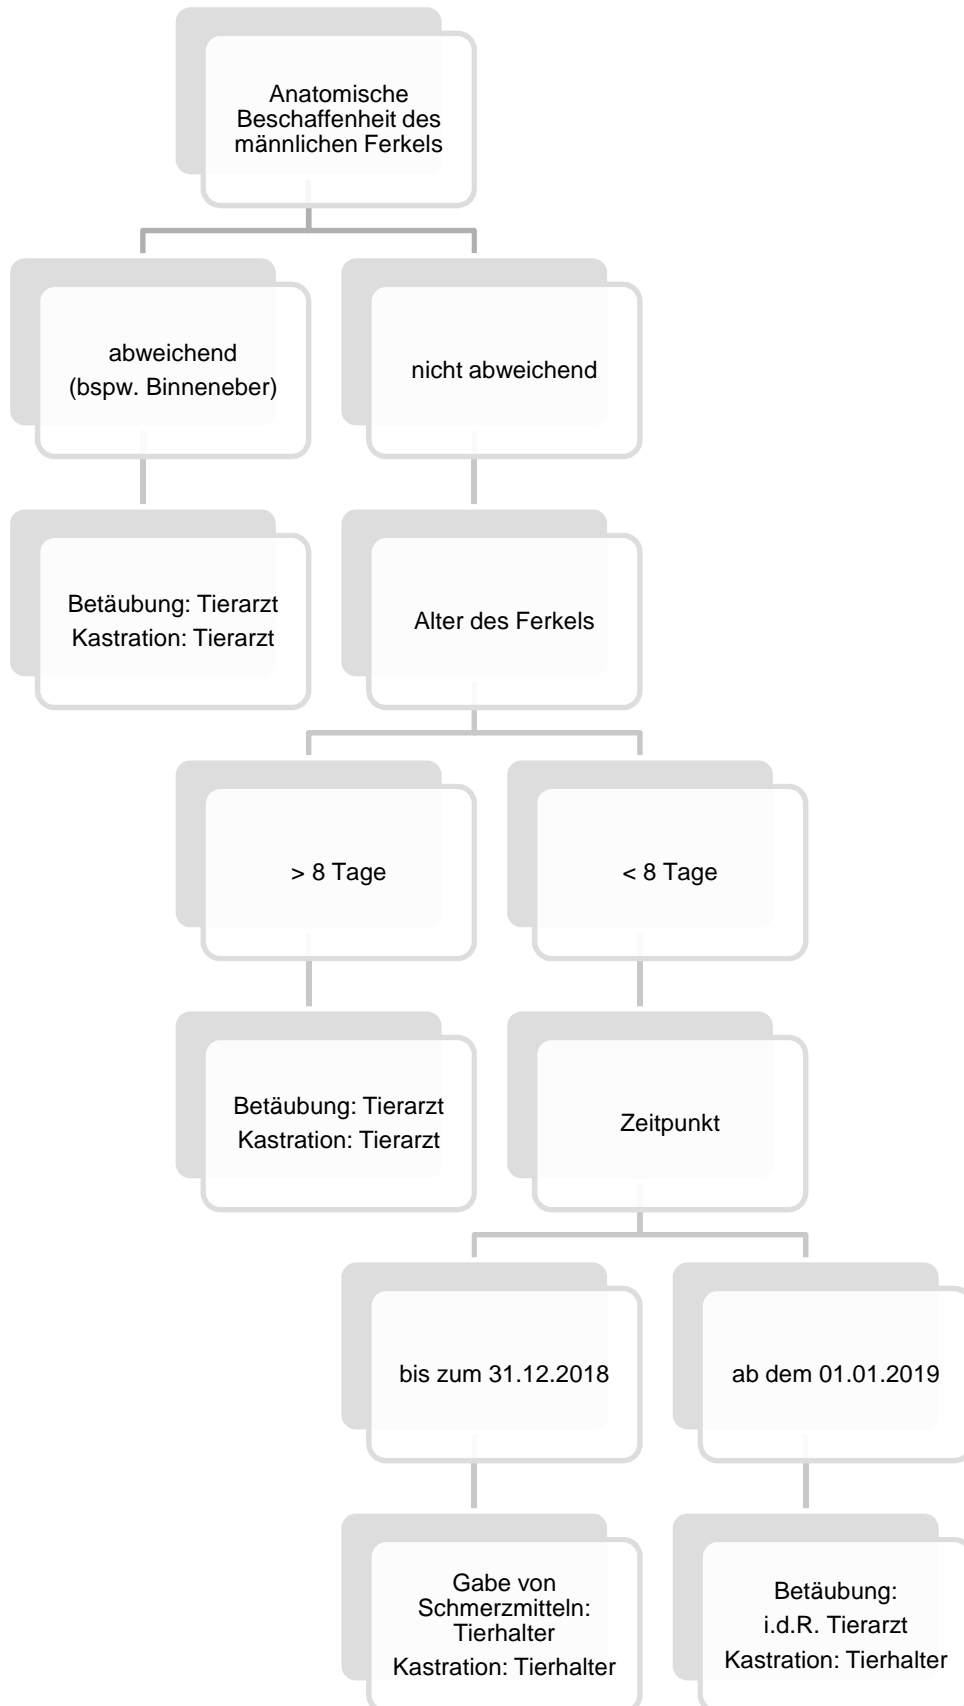 Anatomische
Beschaffenheit des
männlichen Ferkels
abweichend
(bspw. Binneneber)
nicht abweichend
Betäubung: Tierarzt
Kastration: Tierarzt
Alter des Ferkels
> 8 Tage
< 8 Tage
Betäubung: Tierarzt
Kastration: Tierarzt
Zeitpunkt
bis zum 31.12.2018
ab dem 01.01.2019
Gabe von
Schmerzmitteln:
Tierhalter
Kastration: Tierhalter
Betäubung:
i.d.R. Tierarzt
Kastration: Tierhalter